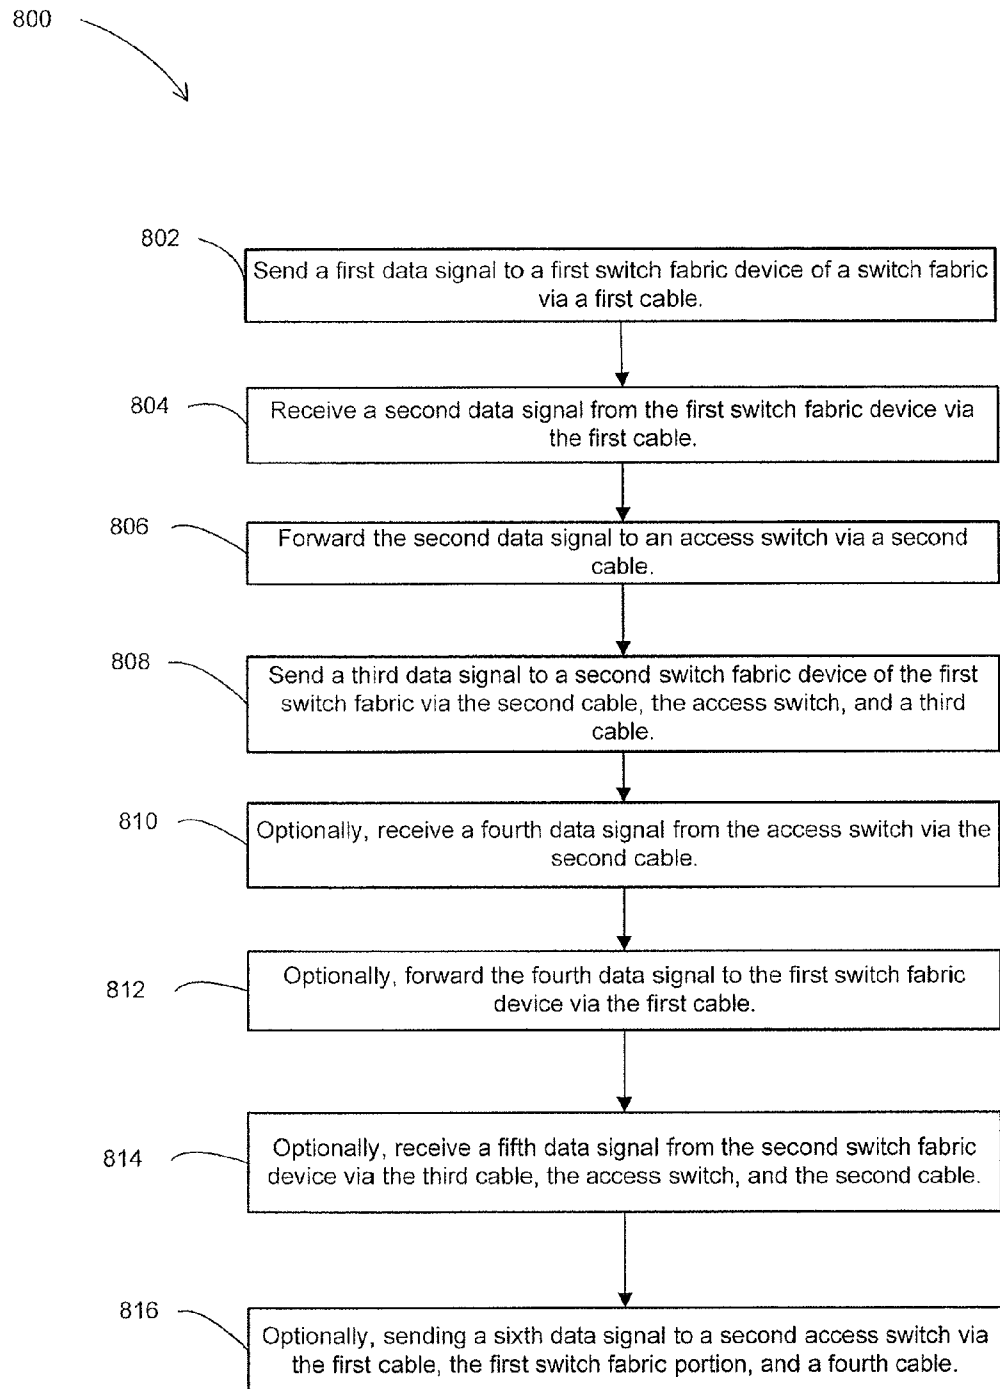 800
802
Send a first data signal to a first switch fabric device of a switch fabric
via a first cable.
804
Receive a second data signal from the first switch fabric device via
the first cable.
806
Forward the second data signal to an access switch via a second
cable.
808
Send a third data signal to a second switch fabric device of the first
switch fabric via the second cable, the access switch, and a third
cable.
810
Optionally, receive a fourth data signal from the access switch via the
second cable.
812
Optionally, forward the fourth data signal to the first switch fabric
device via the first cable.
814
Optionally, receive a fifth data signal from the second switch fabric
device via the third cable, the access switch, and the second cable.
816
Optionally, sending a sixth data signal to a second access switch via
the first cable, the first switch fabric portion, and a fourth cable.